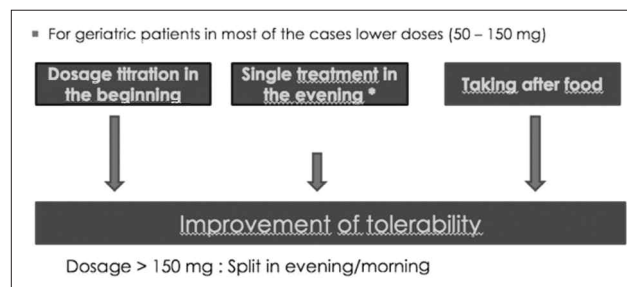 ▪ For geriatric patients in most of the cases lower doses (50 – 150 mg)
Dosage titration in
the beginning
Single treatment in
the evening *
Taking after food
Improvement of tolerability
Dosage > 150 mg : Split in evening/morning